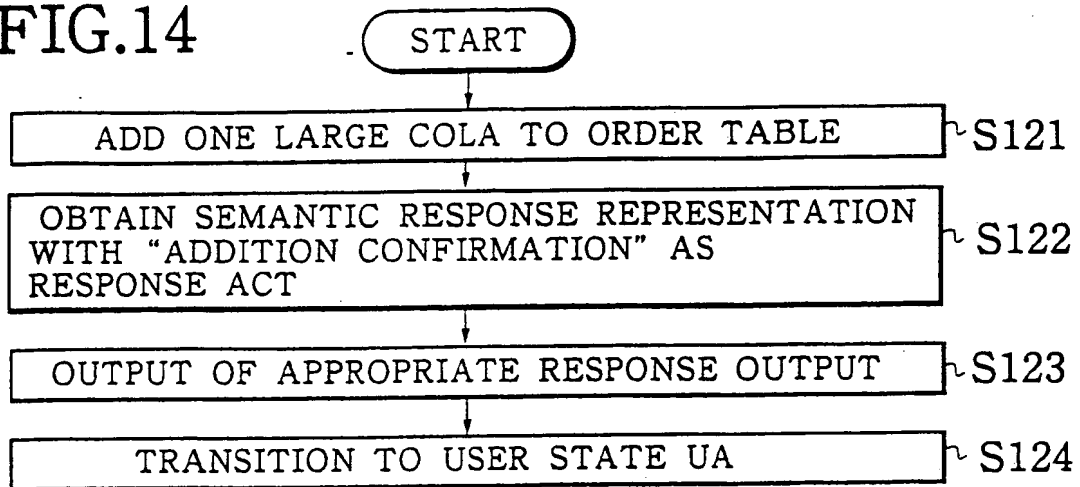 FIG.14
START
ADD ONE LARGE COLA TO ORDER TABLE
S121
OBTAIN SEMANTIC RESPONSE REPRESENTATION
WITH “ADDITION CONFIRMATION” AS
RESPONSE ACT
S122
OUTPUT OF APPROPRIATE RESPONSE OUTPUT
S123
TRANSITION TO USER STATE UA
S124